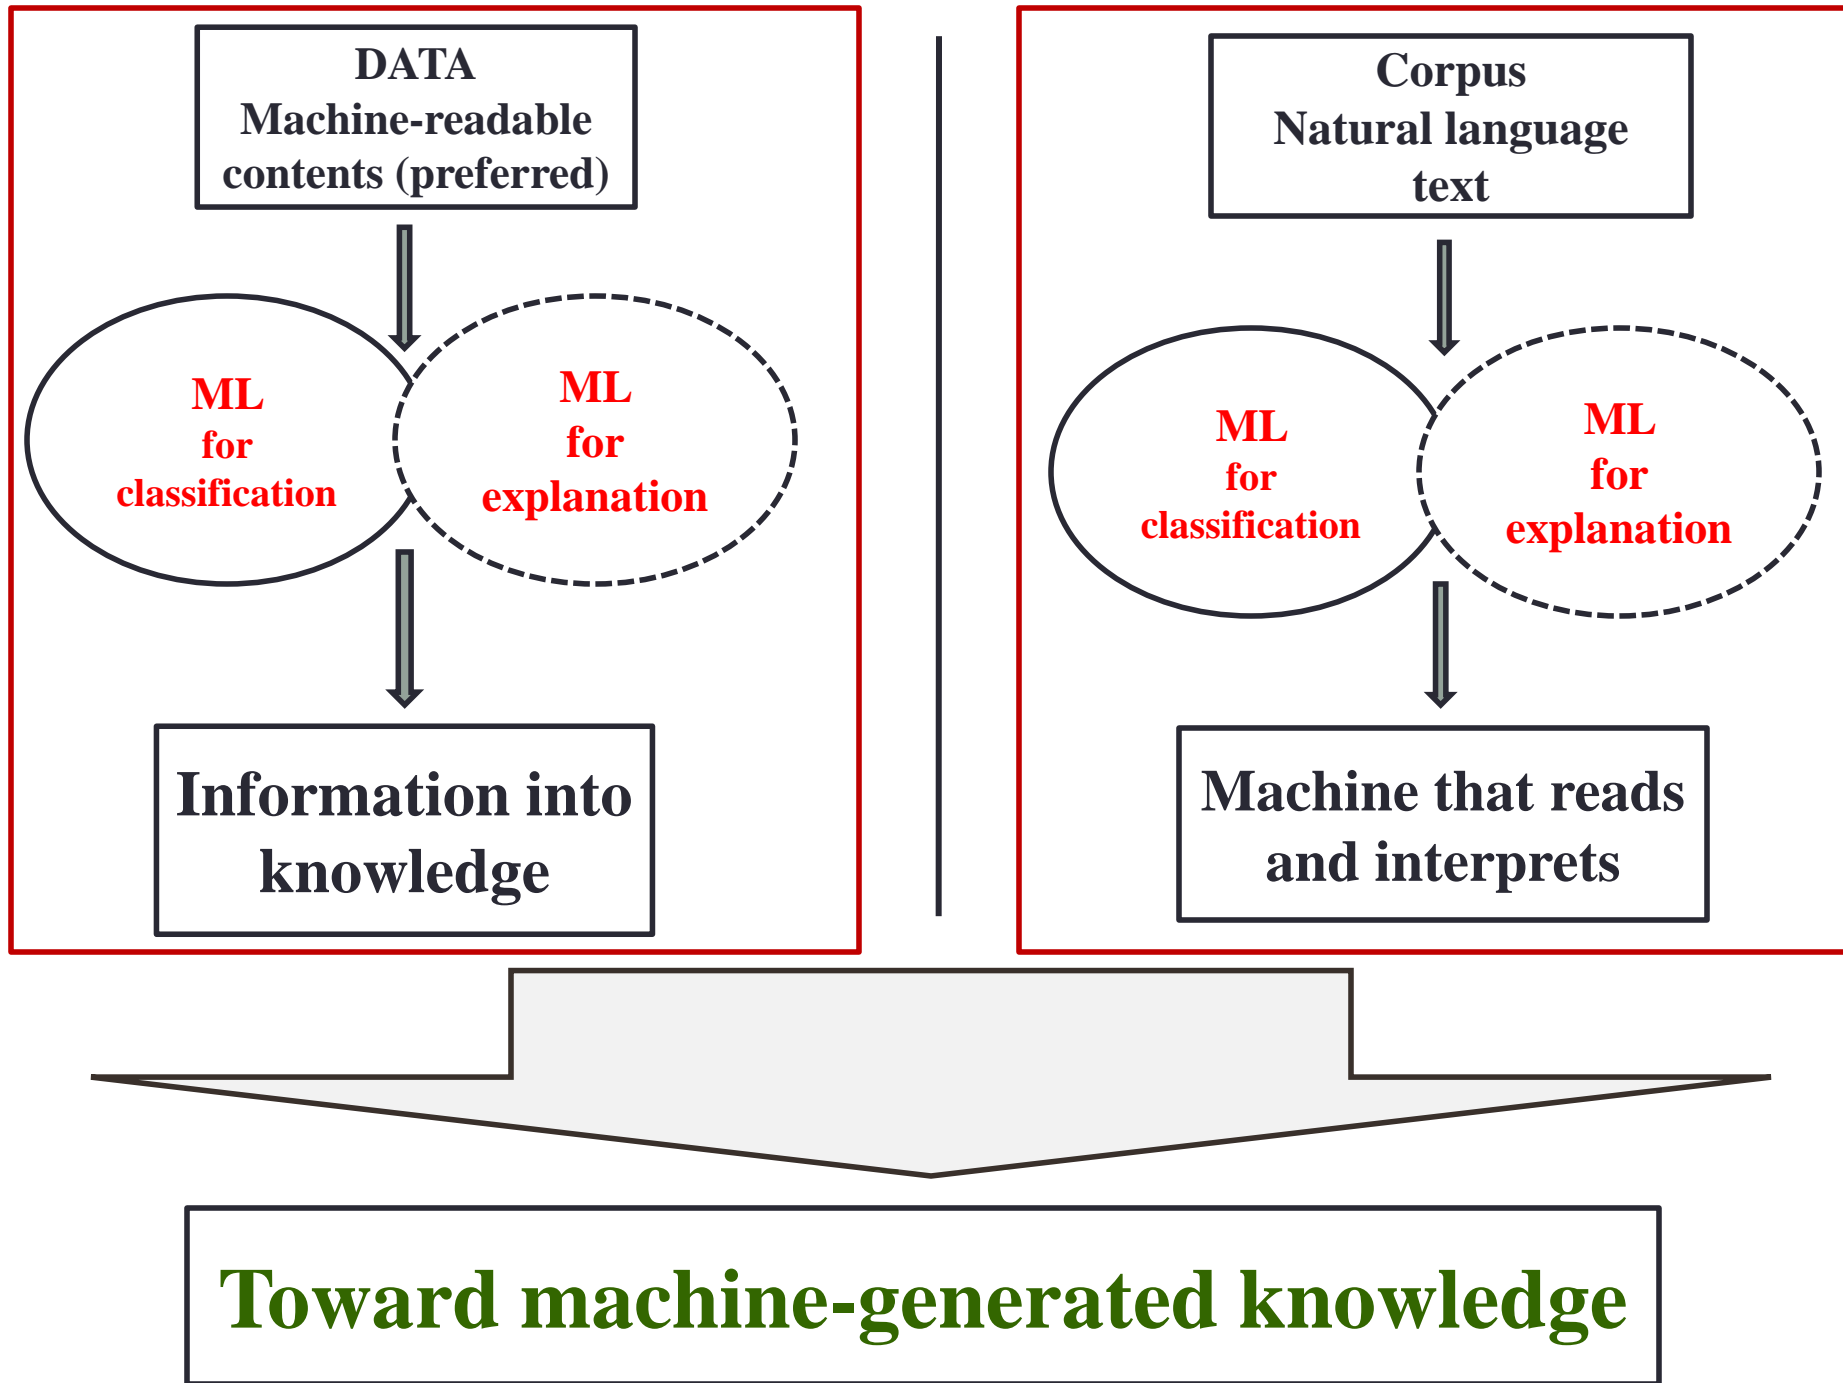 DATA
Machine-readable
contents (preferred)
ML
for
classification
ML
for
explanation
Information into
knowledge
Corpus
Natural language
text
ML
for
classification
ML
for
explanation
Machine that reads
and interprets
Toward machine-generated knowledge